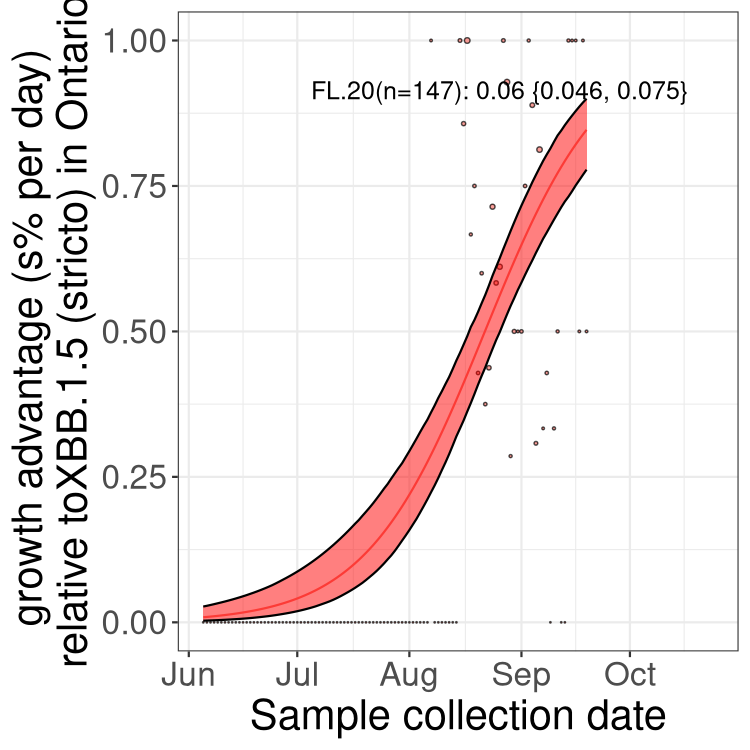 growth advantage (s% per day)
relative toXBB.1.5 (stricto) in Ontario
1.00
0.75
0.50
0.25
0.00
FL.20(n=147): 0.06 {0.046, 0.075}
Jun Jul Aug Sep Oct
Sample collection date